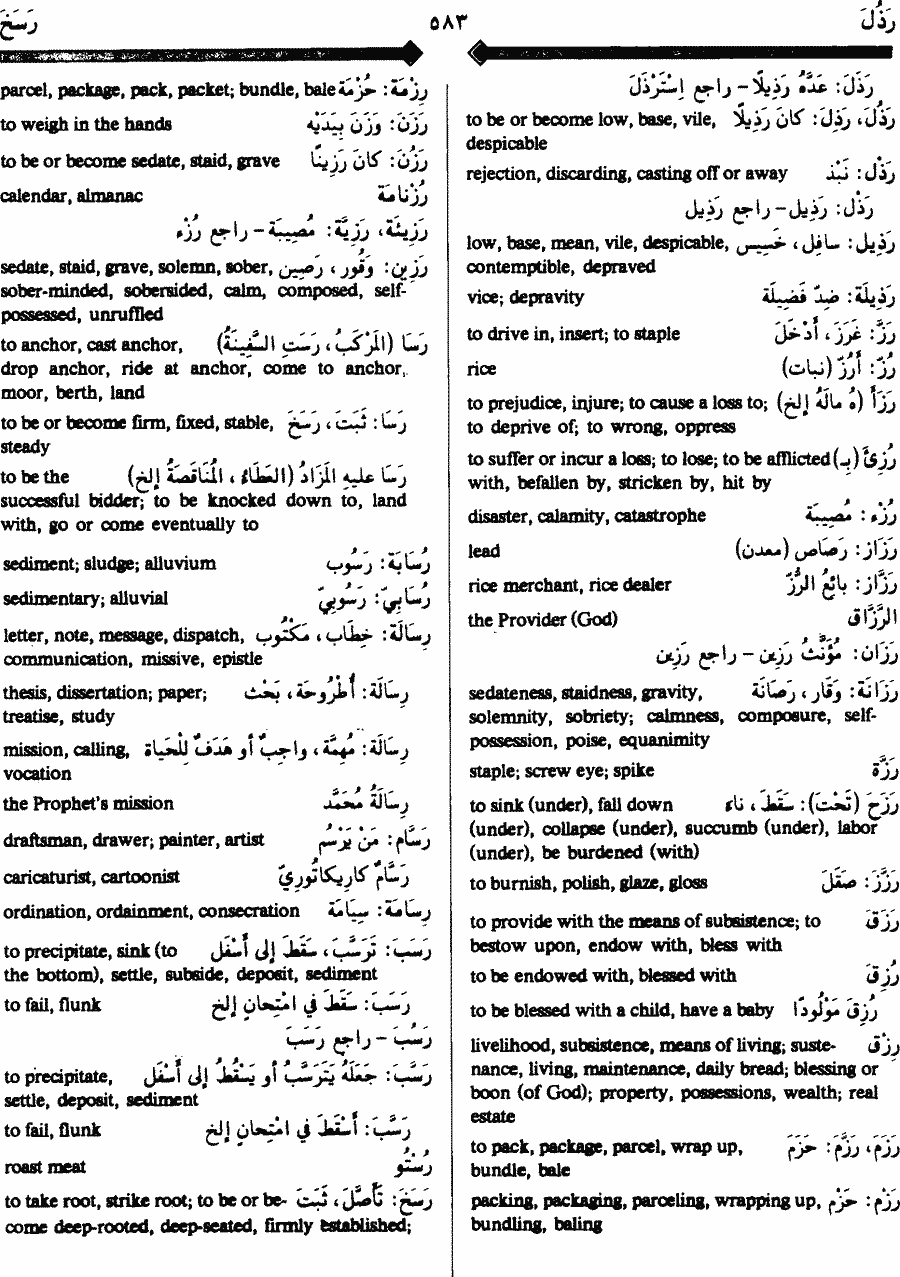 رَذُلَ ٥٨٣ رَسَخَ
رَذَلَ: عَدَّهُ رَذِيلًا - راجع اِسْتَرْذَلَ
رَذُلَ، رَذِلَ: كانَ رَذِيلًا to be or become low, base, vile,
despicable
رَذْل: نَبْذ rejection, discarding, casting off or away
رَذْل: رَذِيل - راجع رَذِيل
رَذِيل: سافِل، خَسِيس low, base, mean, vile, despicable,
contemptible, depraved
رَذِيلَة: ضِدّ فَضِيلَة vice; depravity
رَزَّ: غَرَزَ، أَدْخَلَ to drive in, insert; to staple
رُزّ: أَرُزّ (نبات) rice
رَزَأَ (هُ مالَهُ إلخ) to prejudice, injure; to cause a loss to;
to deprive of; to wrong, oppress
رُزِئَ (بِـ) to suffer or incur a loss; to lose; to be afflicted
with, befallen by, stricken by, hit by
رُزْء: مُصِيبَة disaster, calamity, catastrophe
رَزاز: رَصاص (معدن) lead
رَزَّاز: بائِعُ الرُّزّ rice merchant, rice dealer
الرَّزَّاق the Provider (God)
رَزَان: مُؤَنَّث رَزِين - راجع رَزِين
رَزَانَة: وَقَار، رَصَانَة sedateness, staidness, gravity,
solemnity, sobriety; calmness, composure, self-
possession, poise, equanimity
رَزَّة staple; screw eye; spike
رَزَحَ (تَحْتَ): سَقَطَ، ناءَ to sink (under), fall down
(under), collapse (under), succumb (under), labor
(under), be burdened (with)
رَزَّزَ: صَقَلَ to burnish, polish, glaze, gloss
رَزَقَ to provide with the means of subsistence; to
bestow upon, endow with, bless with
رُزِقَ to be endowed with, blessed with
رُزِقَ مَوْلُودًا to be blessed with a child, have a baby
رِزْق livelihood, subsistence, means of living; suste-
nance, living, maintenance, daily bread; blessing or
boon (of God); property, possessions, wealth; real
estate
رَزَمَ، رَزَّمَ: حَزَمَ to pack, package, parcel, wrap up,
bundle, bale
رَزْم: حَزْم packing, packaging, parceling, wrapping up,
bundling, baling
رِزْمَة: حُزْمَة parcel, package, pack, packet; bundle, bale
رَزَنَ: وَزَنَ بِيَدَيْه to weigh in the hands
رَزُنَ: كانَ رَزِينًا to be or become sedate, staid, grave
رُزْنامَة calendar, almanac
رَزِيئَة، رَزِيَّة: مُصِيبَة - راجع رُزْء
رَزِين: وَقُور، رَصِين sedate, staid, grave, solemn, sober,
sober-minded, sobersided, calm, composed, self-
possessed, unruffled
رَسَا (المَرْكَبُ، رَسَتِ السَّفِينَةُ) to anchor, cast anchor,
drop anchor, ride at anchor, come to anchor,
moor, berth, land
رَسَا: ثَبَتَ، رَسَخَ to be or become firm, fixed, stable,
steady
رَسَا عليهِ المَزَادُ (العَطَاءُ، المُنَاقَصَةُ إلخ) to be the
successful bidder; to be knocked down to, land
with, go or come eventually to
رُسَابَة: رَسُوب sediment; sludge; alluvium
رُسَابِيّ: رَسُوبِيّ sedimentary; alluvial
رِسَالَة: خِطَاب، مَكْتُوب letter, note, message, dispatch,
communication, missive, epistle
رِسَالَة: أُطْرُوحَة، بَحْث thesis, dissertation; paper;
treatise, study
رِسَالَة: مُهِمَّة، واجِبٌ أو هَدَفٌ لِلْحَيَاة mission, calling,
vocation
رِسَالَةُ مُحَمَّد the Prophet's mission
رَسَّام: مَنْ يَرْسُم draftsman, drawer; painter, artist
رَسَّامٌ كارِيكاتُورِيّ caricaturist, cartoonist
رِسَامَة: سِيَامَة ordination, ordainment, consecration
رَسَبَ: تَرَسَّبَ، سَقَطَ إلى أَسْفَل to precipitate, sink (to
the bottom), settle, subside, deposit, sediment
رَسَبَ: سَقَطَ في امْتِحانٍ إلخ to fail, flunk
رَسُبَ - راجع رَسَبَ
رَسَّبَ: جَعَلَهُ يَتَرَسَّبُ أو يَسْقُطُ إلى أَسْفَل to precipitate,
settle, deposit, sediment
رَسَّبَ: أَسْقَطَ في امْتِحانٍ إلخ to fail, flunk
رُسْتُو roast meat
رَسَخَ: تَأَصَّلَ، ثَبَتَ to take root, strike root; to be or be-
come deep-rooted, deep-seated, firmly established;